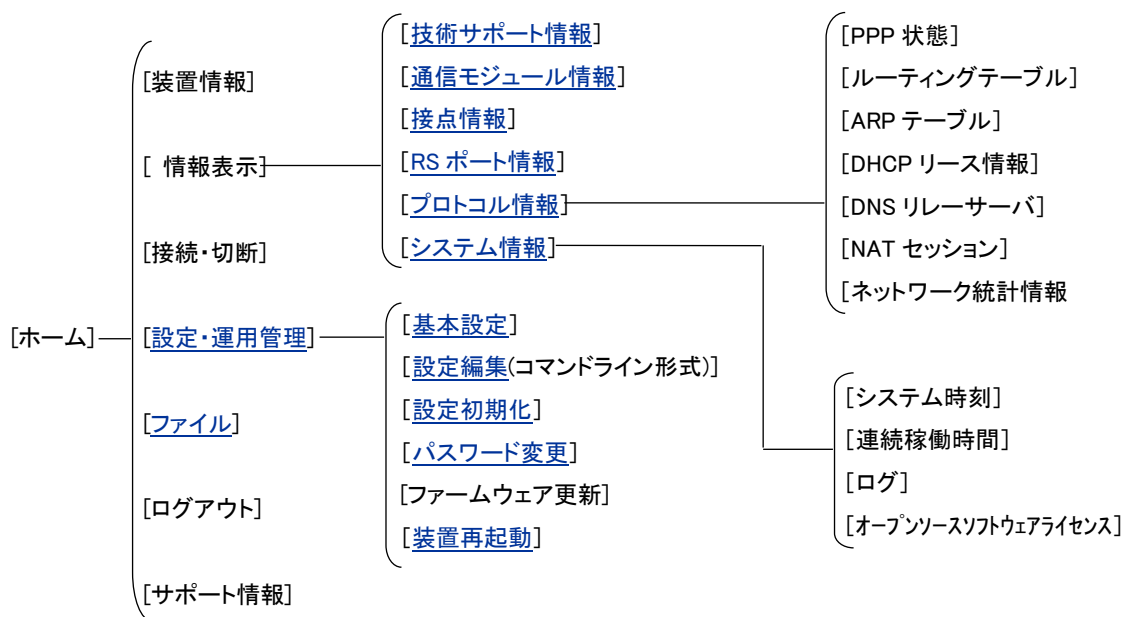 [ホーム]
[装置情報]
[ 情報表示]
[接続・切断]
[設定・運用管理]
[ファイル]
[ログアウト]
[サポート情報]
[技術サポート情報]
[通信モジュール情報]
[接点情報]
[RS ポート情報]
[プロトコル情報]
[システム情報]
[基本設定]
[設定編集(コマンドライン形式)]
[設定初期化]
[パスワード変更]
[ファームウェア更新]
[装置再起動]
[PPP 状態]
[ルーティングテーブル]
[ARP テーブル]
[DHCP リース情報]
[DNS リレーサーバ]
[NAT セッション]
[ネットワーク統計情報
[システム時刻]
[連続稼働時間]
[ログ]
[オープンソースソフトウェアライセンス]